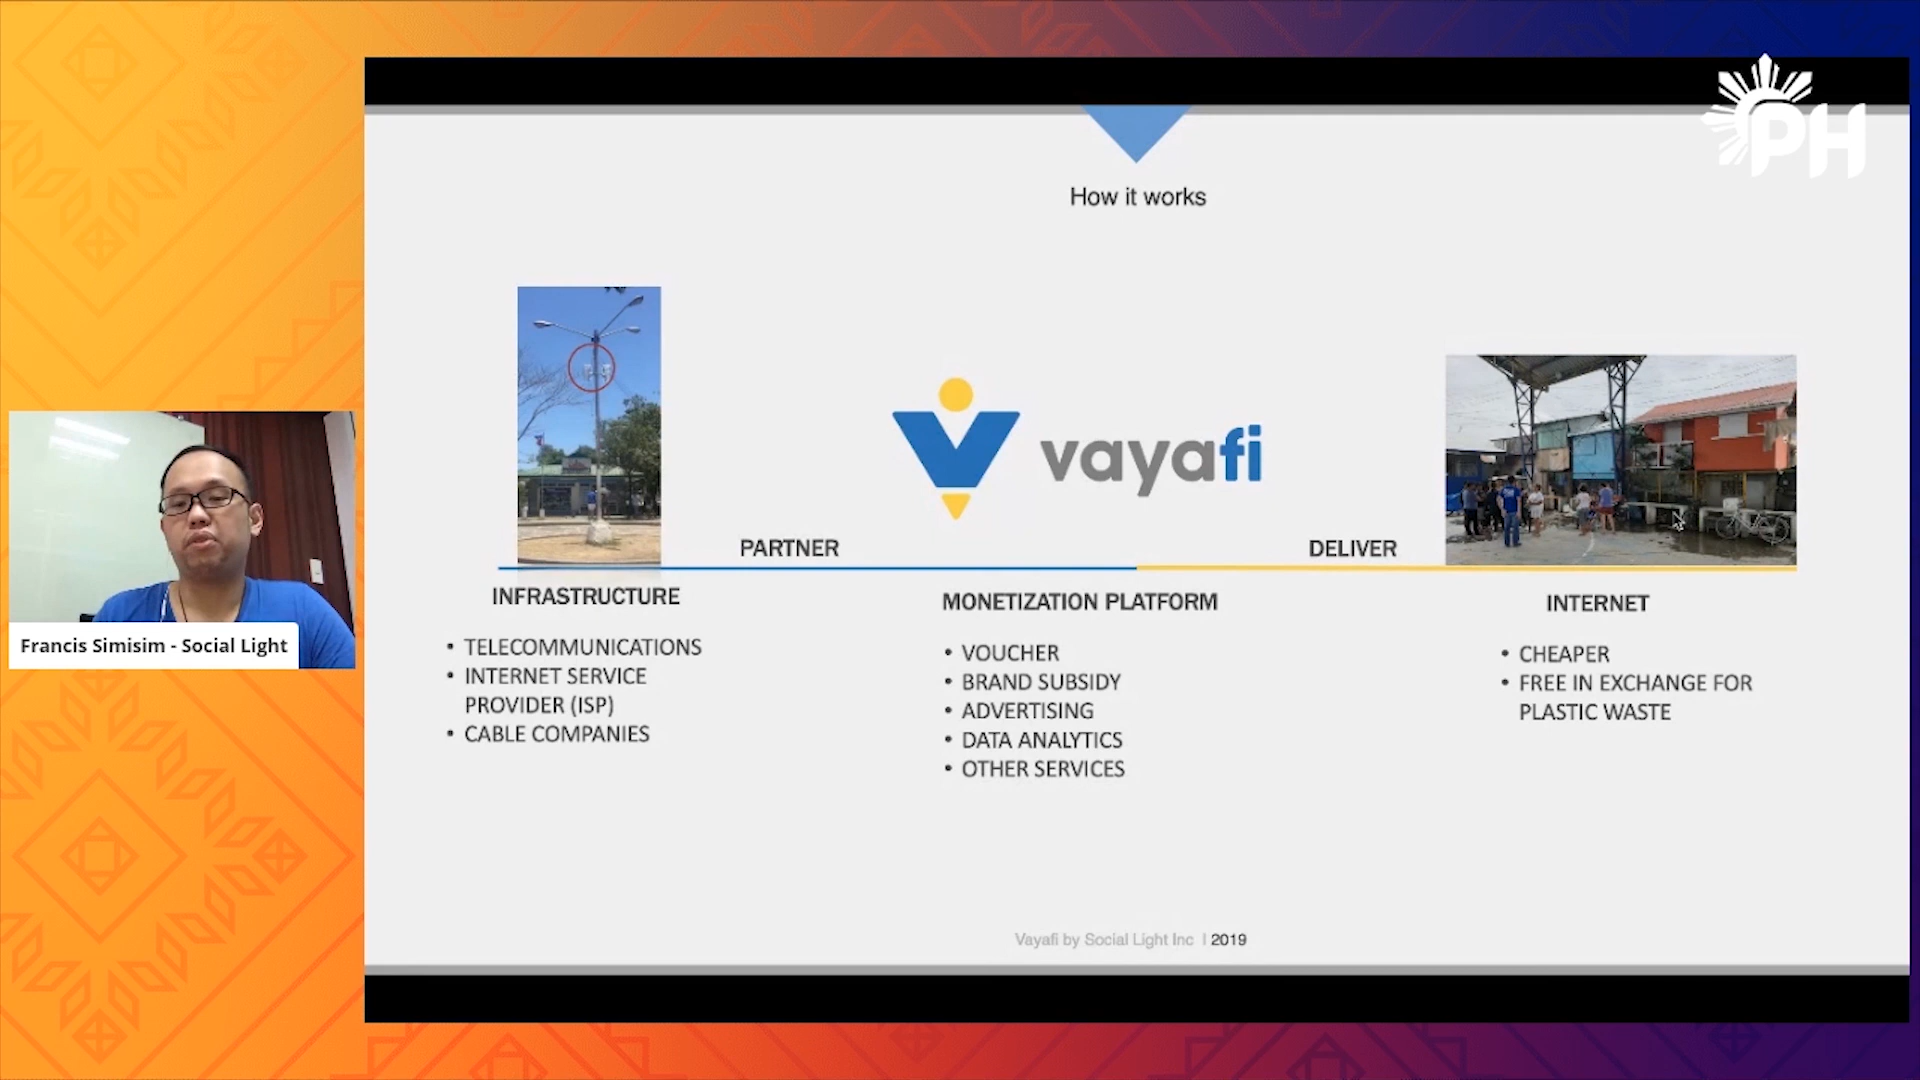 PH
How it works
vayafi
PARTNER
DELIVER
INFRASTRUCTURE
• TELECOMMUNICATIONS
• INTERNET SERVICE
PROVIDER (ISP)
• CABLE COMPANIES
MONETIZATION PLATFORM
• VOUCHER
• BRAND SUBSIDY
• ADVERTISING
• DATA ANALYTICS
• OTHER SERVICES
INTERNET
• CHEAPER
• FREE IN EXCHANGE FOR
PLASTIC WASTE
Francis Simisim - Social Light
Vayafi by Social Light Inc | 2019